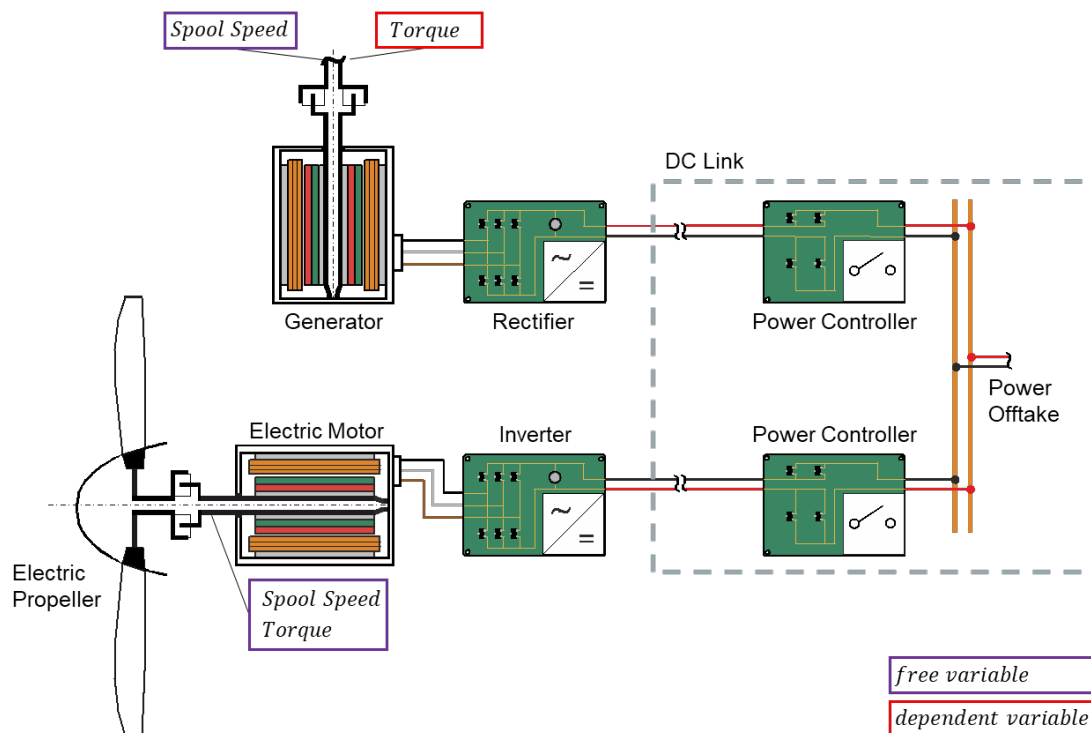 Spool Speed
Torque
DC Link
Generator
Rectifier
Power Controller
Power
Offtake
Electric Motor
Inverter
Power Controller
Electric
Propeller
Spool Speed
Torque
free variable
dependent variable